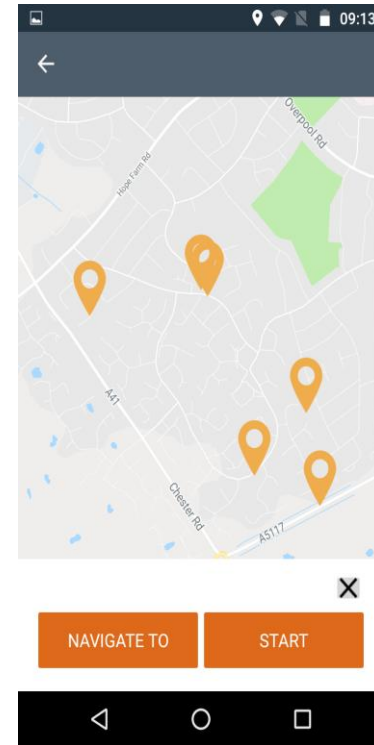 09:13
Overpool Rd
Hope Farm Rd
A41
Chester Rd
A5117
NAVIGATE TO
START